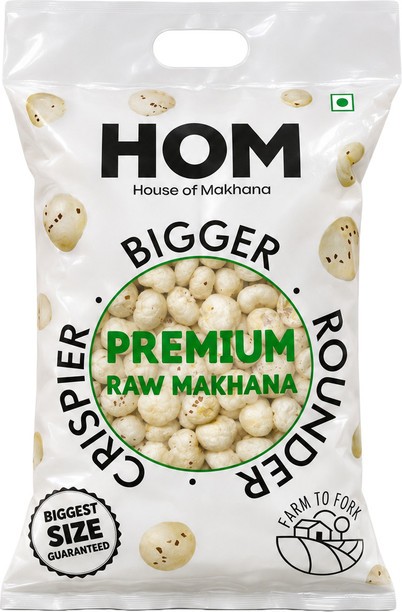 HOM
House of Makhana
CRISPIER • BIGGER • ROUNDER
PREMIUM
RAW MAKHANA
BIGGEST
SIZE
GUARANTEED
FARM TO FORK